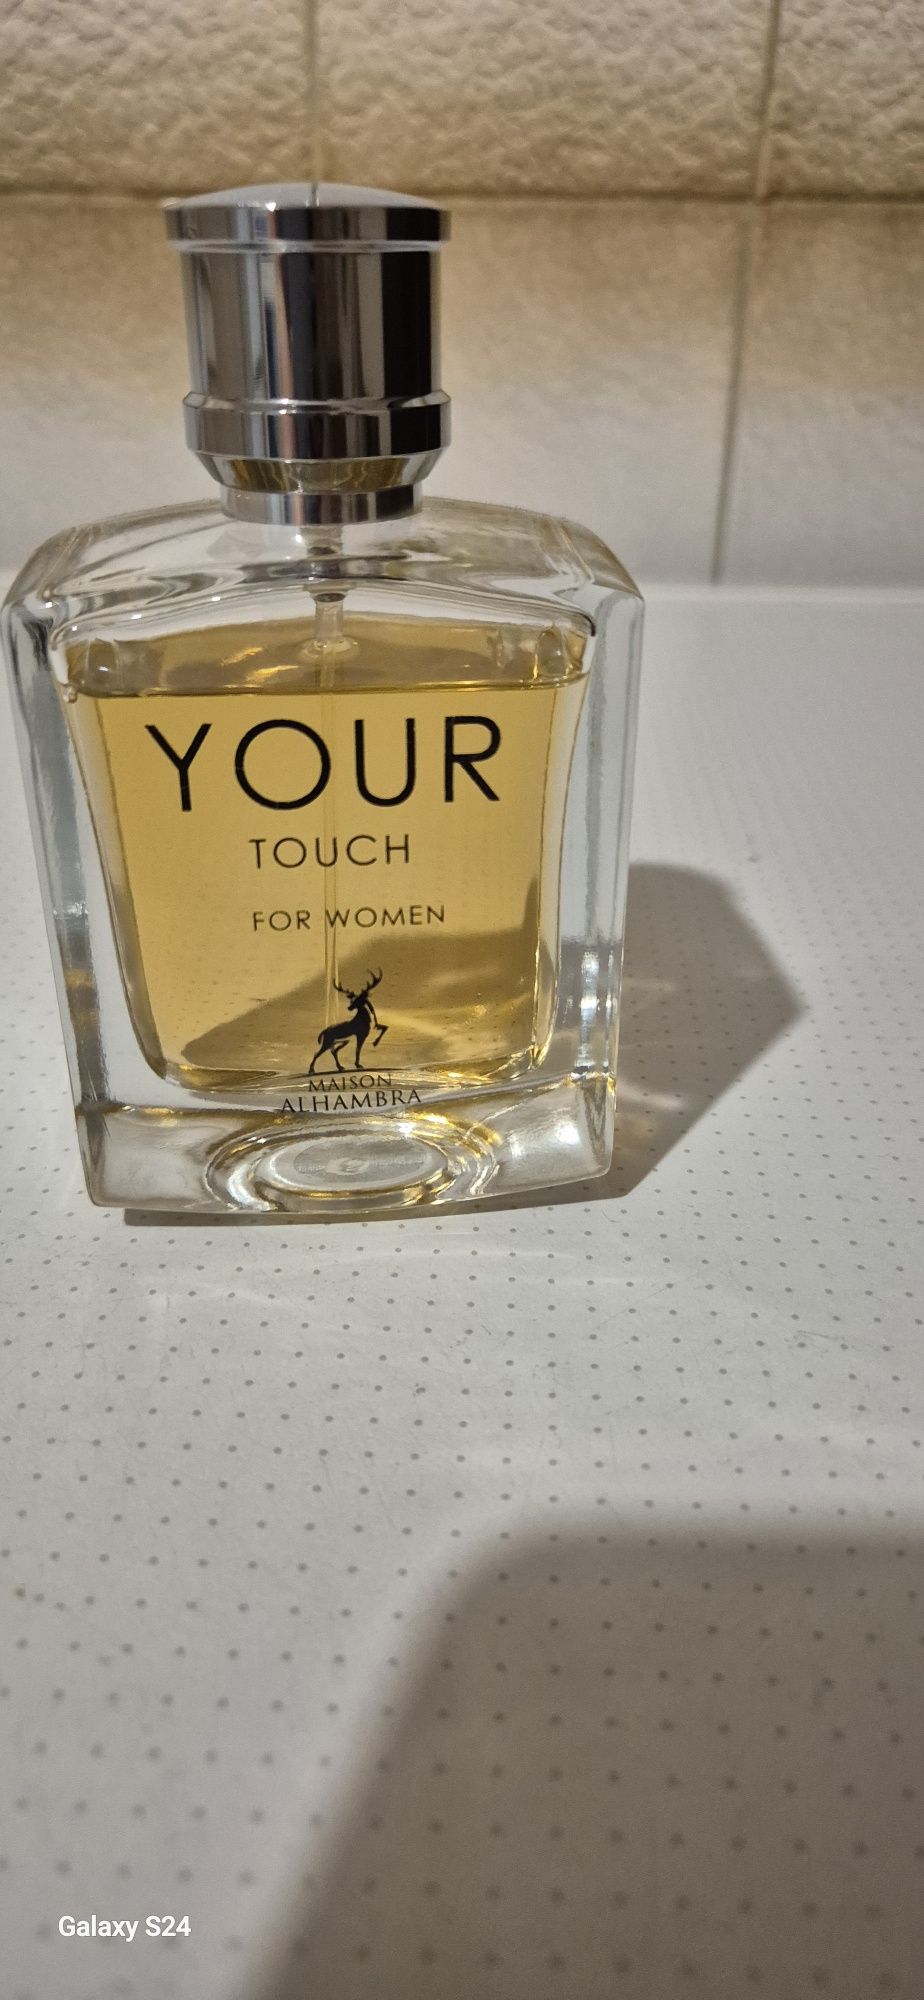 YOUR
TOUCH
FOR WOMEN
MAISON
ALHAMBRA
Galaxy S24